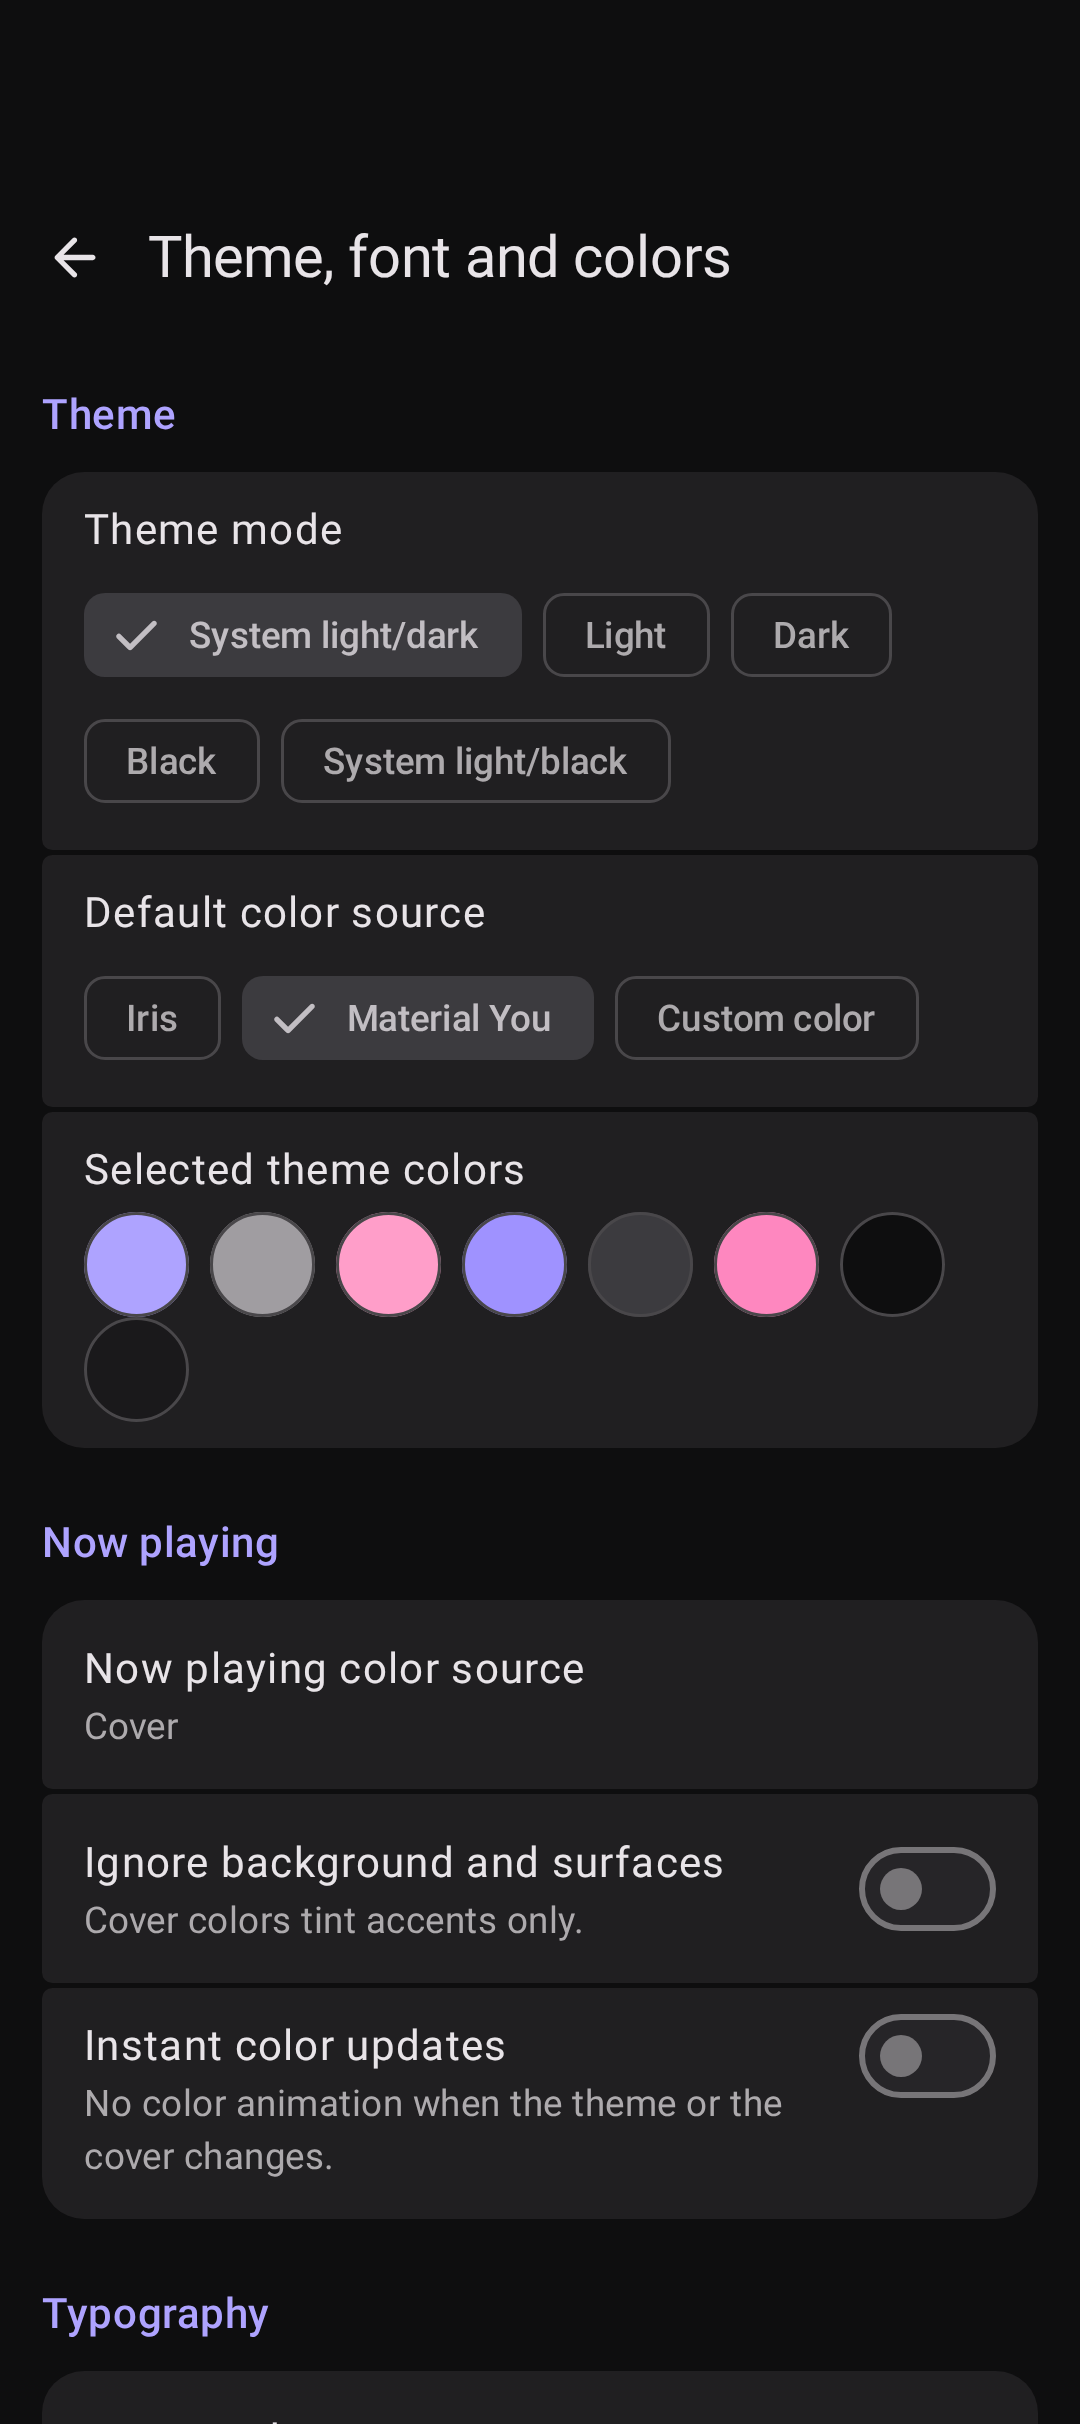 Theme, font and colors
Theme
Theme mode
System light/dark
Light
Dark
Black
System light/black
Default color source
Iris
Material You
Custom color
Selected theme colors
Now playing
Now playing color source
Cover
Ignore background and surfaces
Cover colors tint accents only.
Instant color updates
No color animation when the theme or the
cover changes.
Typography